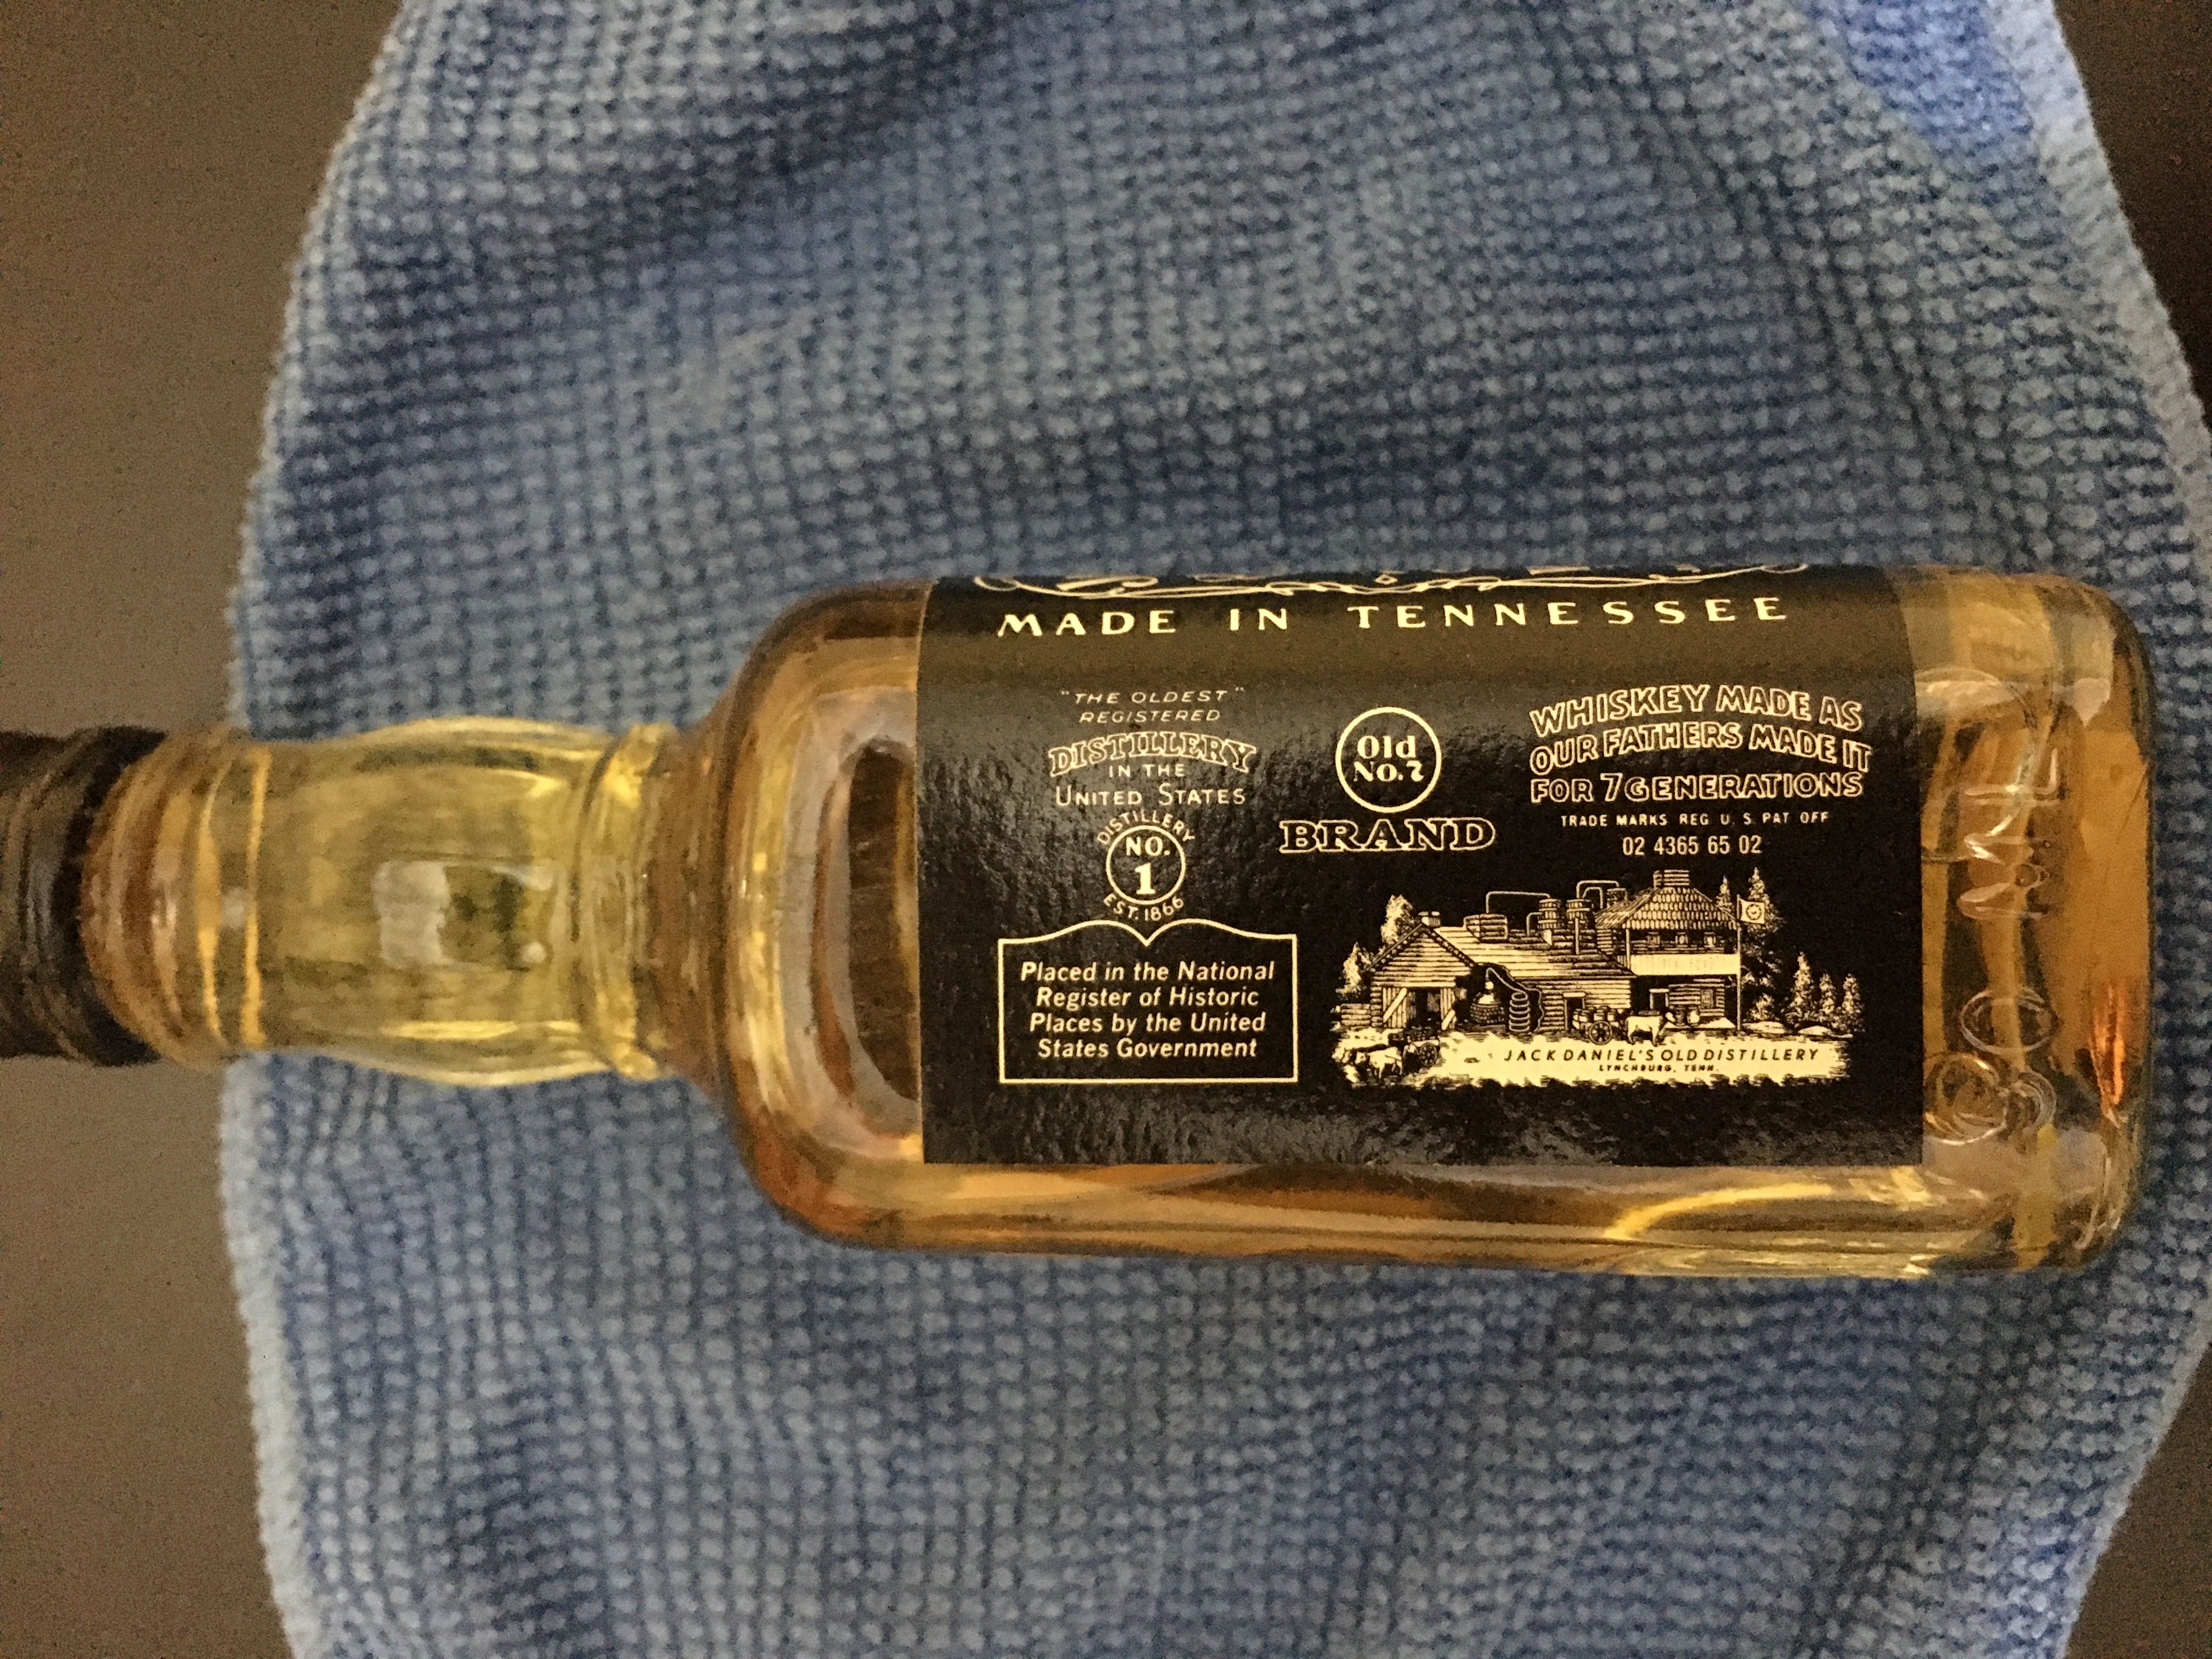 MADE IN TENNESSEE
"THE OLDEST"
REGISTERED
DISTILLERY
IN THE
UNITED STATES
DISTILLERY
NO.
1
EST. 1866
Placed in the National
Register of Historic
Places by the United
States Government
Old
No.7
BRAND
WHISKEY MADE AS
OUR FATHERS MADE IT
FOR 7 GENERATIONS
TRADE MARKS REG U.S. PAT OFF
02 4365 65 02
JACK DANIEL'S OLD DISTILLERY
LYNCHBURG, TENN.